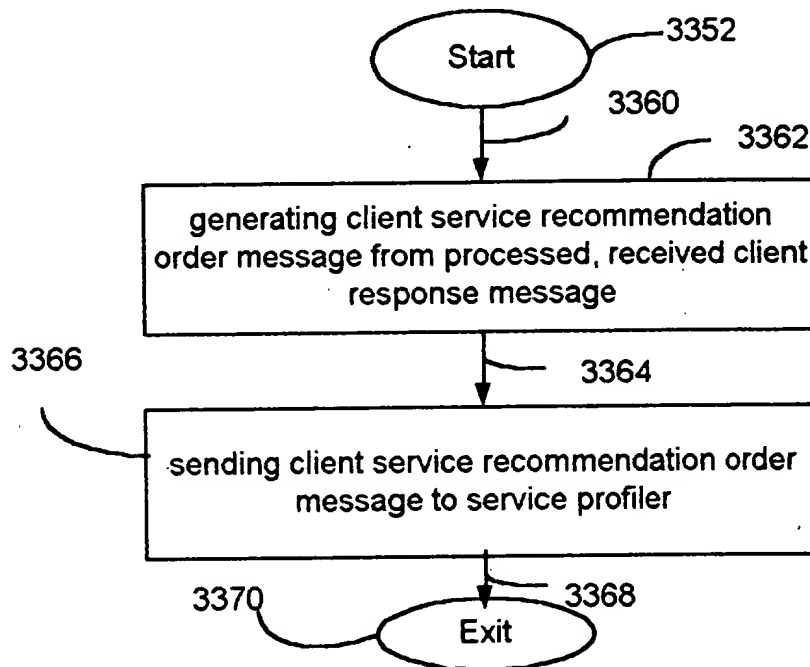 Start
3352
3360
3362
generating client service recommendation
order message from processed, received client
response message
3366
3364
sending client service recommendation order
message to service profiler
3370
3368
Exit